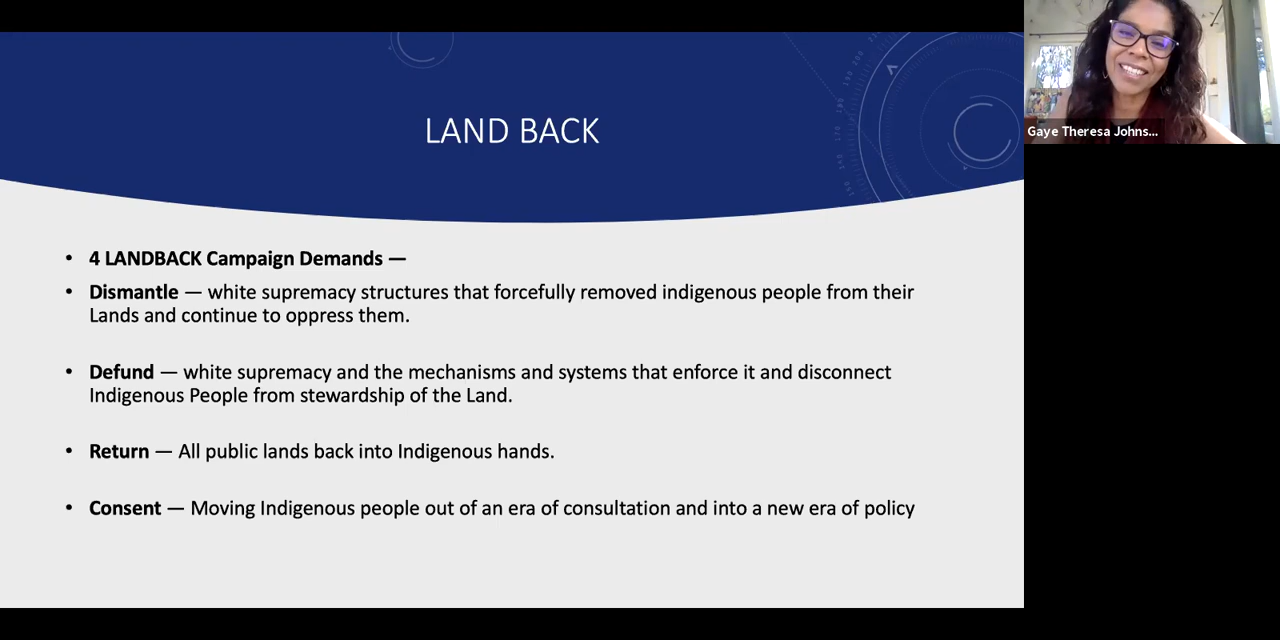 LAND BACK
Gaye Theresa Johns...
• 4 LANDBACK Campaign Demands —
• Dismantle — white supremacy structures that forcefully removed indigenous people from their
Lands and continue to oppress them.
• Defund — white supremacy and the mechanisms and systems that enforce it and disconnect
Indigenous People from stewardship of the Land.
• Return — All public lands back into Indigenous hands.
• Consent — Moving Indigenous people out of an era of consultation and into a new era of policy